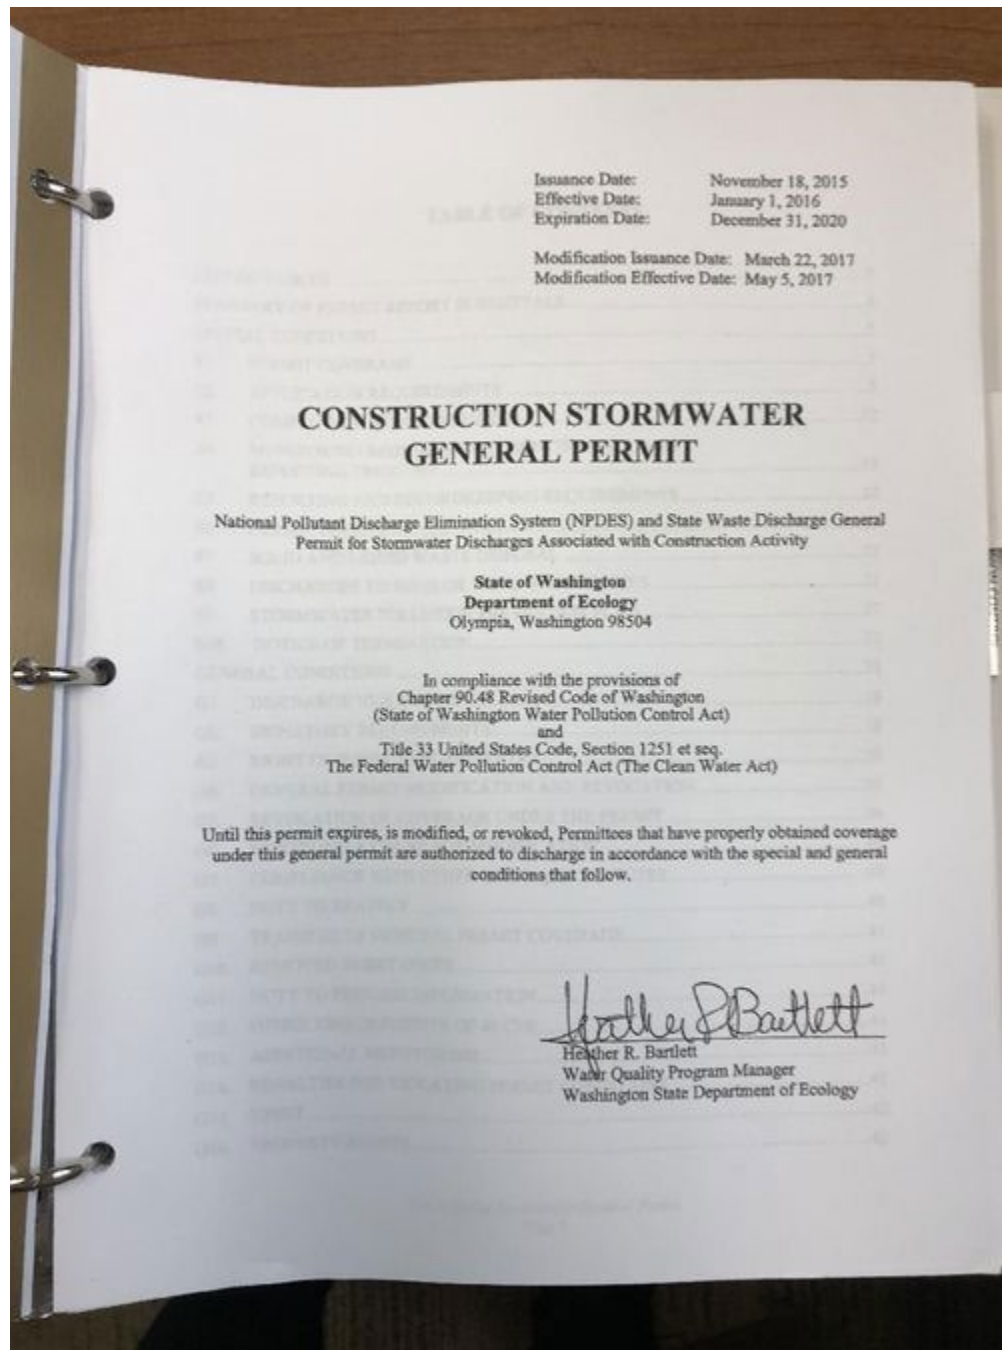 Issuance Date: November 18, 2015
Effective Date: January 1, 2016
Expiration Date: December 31, 2020
Modification Issuance Date: March 22, 2017
Modification Effective Date: May 5, 2017
CONSTRUCTION STORMWATER
GENERAL PERMIT
National Pollutant Discharge Elimination System (NPDES) and State Waste Discharge General
Permit for Stormwater Discharges Associated with Construction Activity
State of Washington
Department of Ecology
Olympia, Washington 98504
In compliance with the provisions of
Chapter 90.48 Revised Code of Washington
(State of Washington Water Pollution Control Act)
and
Title 33 United States Code, Section 1251 et seq.
The Federal Water Pollution Control Act (The Clean Water Act)
Until this permit expires, is modified, or revoked, Permittees that have properly obtained coverage
under this general permit are authorized to discharge in accordance with the special and general
conditions that follow.
Heather R Bartlett
Heather R. Bartlett
Water Quality Program Manager
Washington State Department of Ecology